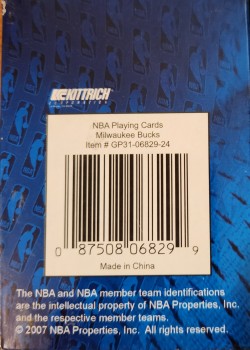 KITTRICH
CORPORATION
NBA Playing Cards
Milwaukee Bucks
Item # GP31-06829-24
0 87508 06829 9
Made in China
The NBA and NBA member team identifications
are the intellectual property of NBA Properties, Inc.
and the respective member teams.
© 2007 NBA Properties, Inc. All rights reserved.